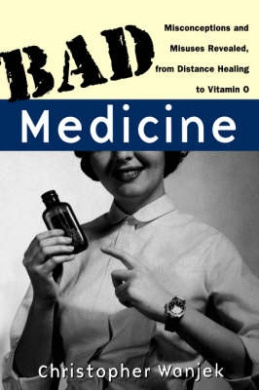 BAD
Misconceptions and
Misuses Revealed,
from Distance Healing
to Vitamin O
Medicine
Christopher Wanjek